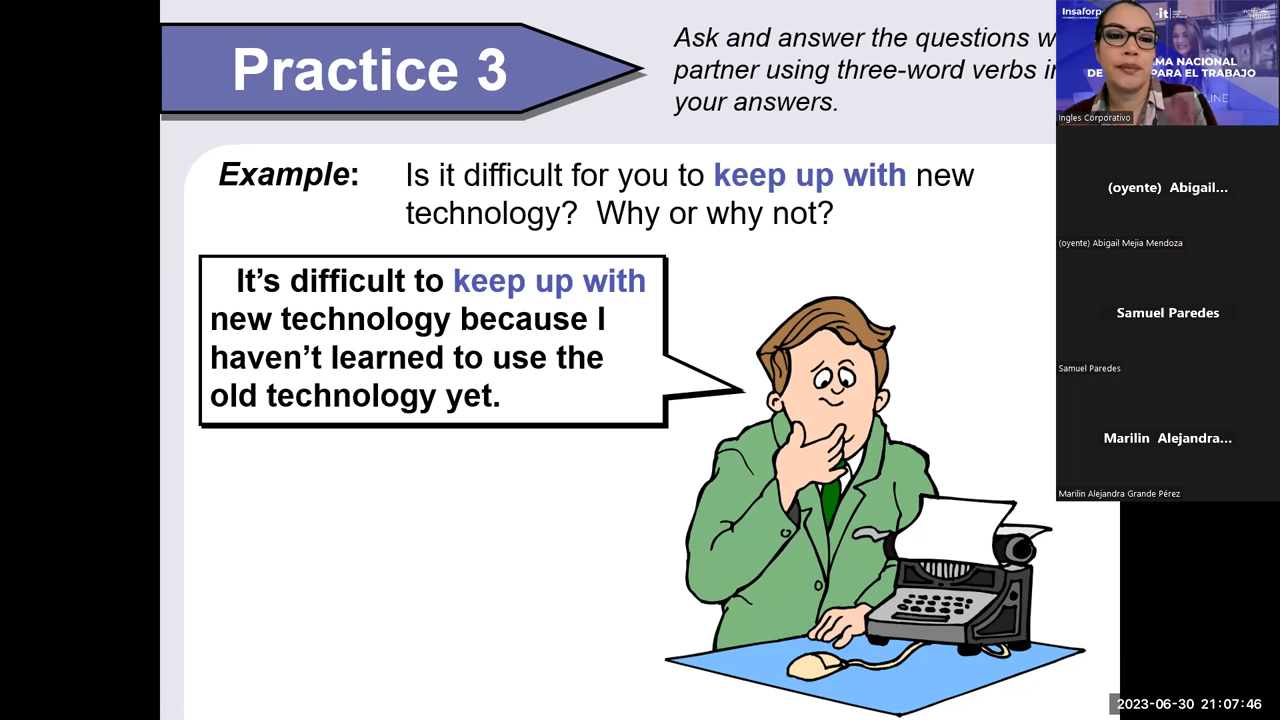 Practice 3
Ask and answer the questions w
partner using three-word verbs in
your answers.
Example:
Is it difficult for you to keep up with new
technology? Why or why not?
It's difficult to keep up with
new technology because I
haven't learned to use the
old technology yet.
Insaforp
it
AMA NACIONAL
DE PARA EL TRABAJO
LINE
Ingles Corporativo
(oyente) Abigail...
(oyente) Abigail Mejia Mendoza
Samuel Paredes
Samuel Paredes
Marilin Alejandra...
Marilin Alejandra Grande Pérez
2023-06-30 21:07:46